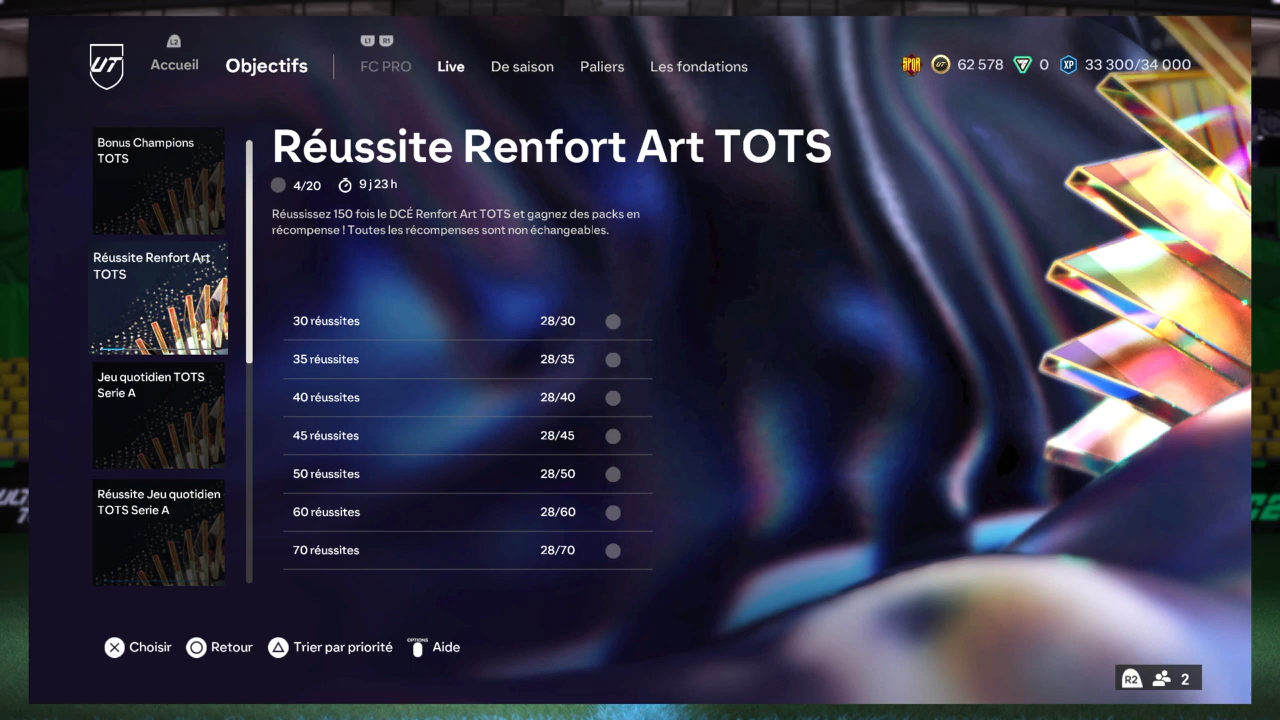 L2
Accueil
Objectifs
L1 R1
FC PRO
Live
De saison
Paliers
Les fondations
UT
62 578
0
XP
33 300/34 000
Bonus Champions
TOTS
Réussite Renfort Art
TOTS
Jeu quotidien TOTS
Serie A
Réussite Jeu quotidien
TOTS Serie A
Réussite Renfort Art TOTS
4/20
9 j 23 h
Réussissez 150 fois le DCÉ Renfort Art TOTS et gagnez des packs en
récompense ! Toutes les récompenses sont non échangeables.
30 réussites 28/30
35 réussites 28/35
40 réussites 28/40
45 réussites 28/45
50 réussites 28/50
60 réussites 28/60
70 réussites 28/70
Choisir
Retour
Trier par priorité
OPTIONS
Aide
R2
2